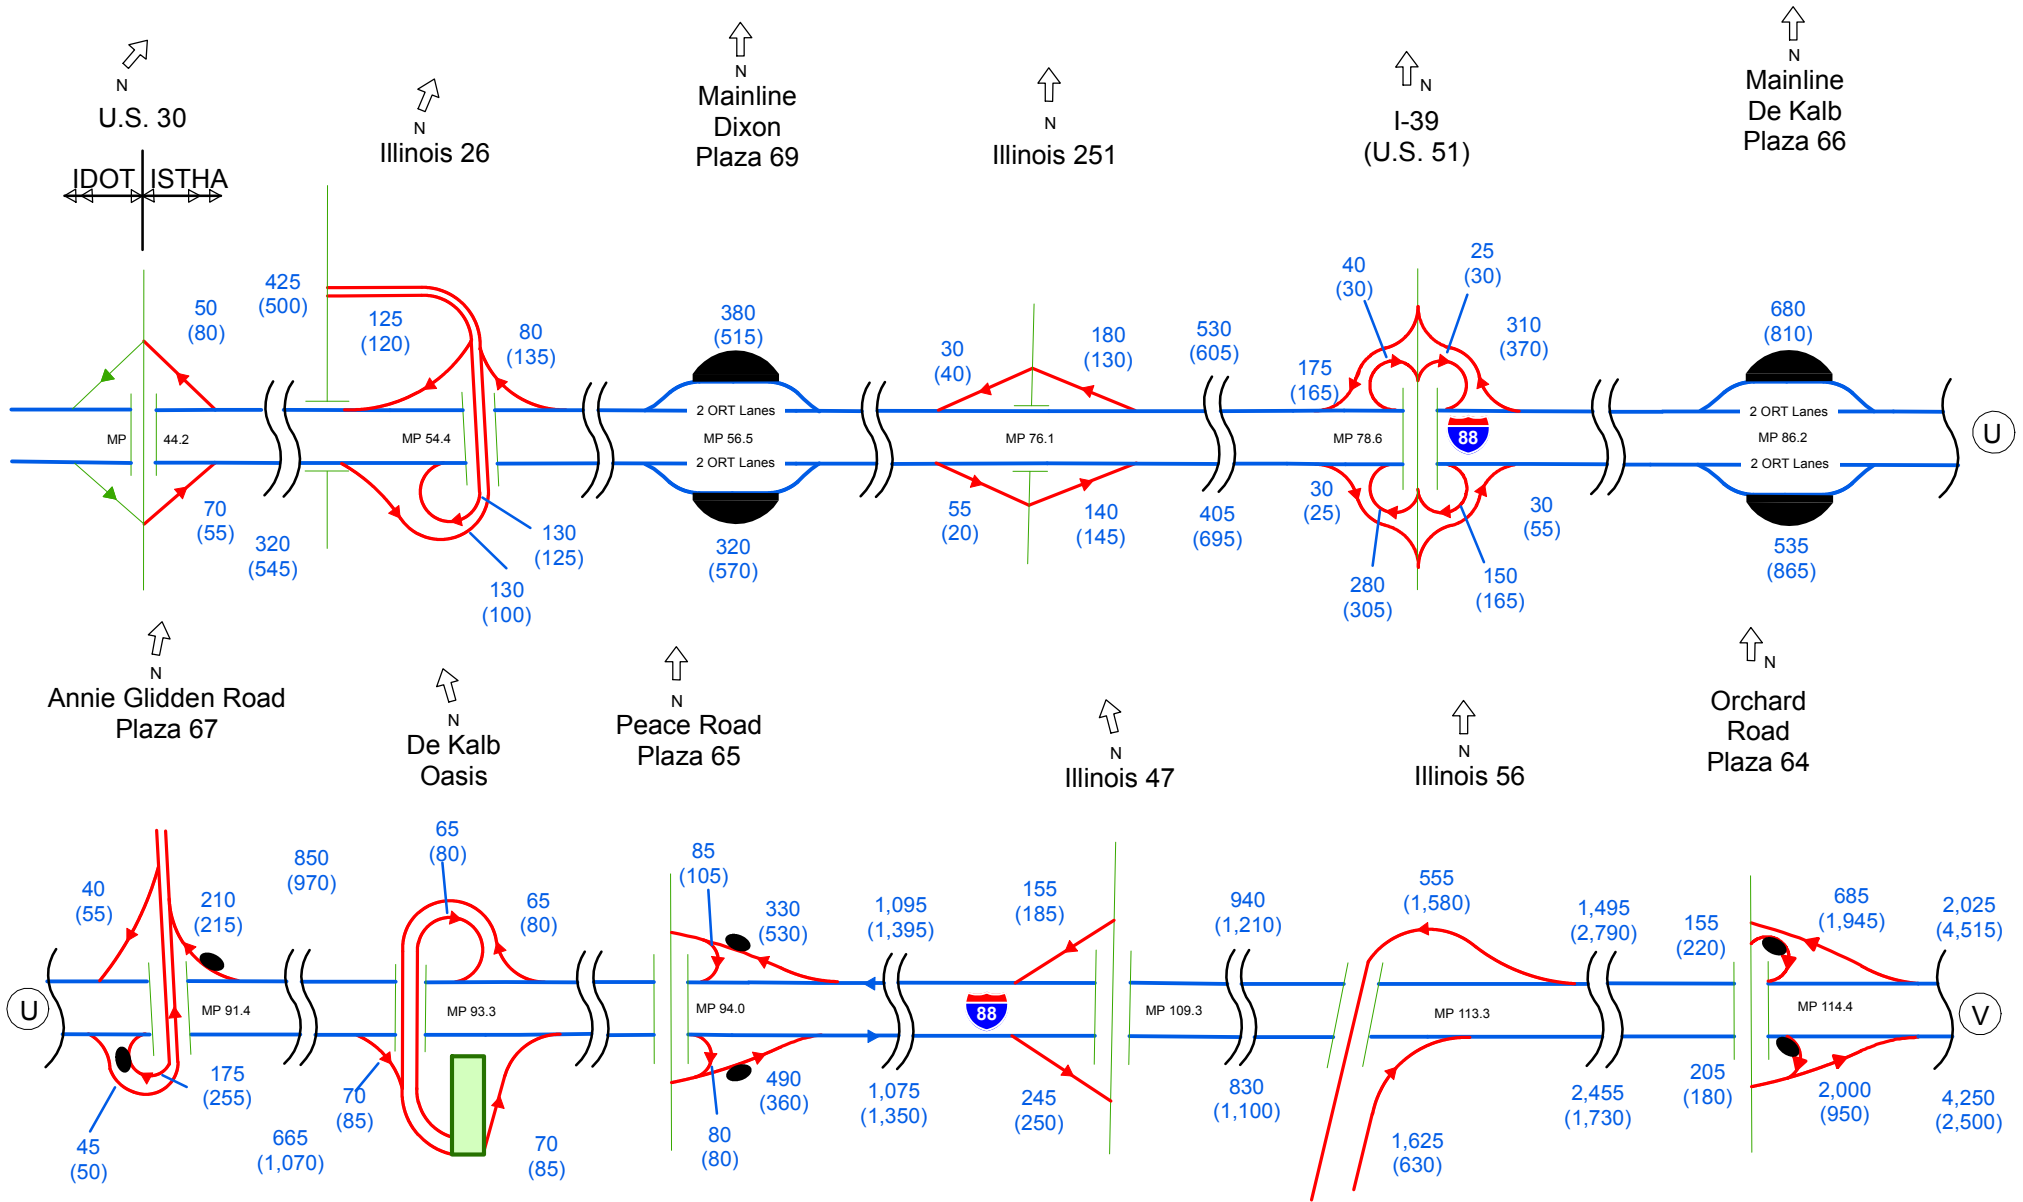 N
U.S. 30
IDOT
ISTHA
N
Illinois 26
N
Mainline
Dixon
Plaza 69
N
Illinois 251
N
I-39
(U.S. 51)
N
Mainline
De Kalb
Plaza 66
50
(80)
425
(500)
125
(120)
80
(135)
380
(515)
30
(40)
180
(130)
530
(605)
40
(30)
25
(30)
175
(165)
310
(370)
680
(810)
MP
44.2
MP 54.4
2 ORT Lanes
MP 56.5
2 ORT Lanes
MP 76.1
MP 78.6
88
2 ORT Lanes
MP 86.2
2 ORT Lanes
U
70
(55)
320
(545)
130
(125)
130
(100)
320
(570)
55
(20)
140
(145)
405
(695)
30
(25)
280
(305)
150
(165)
30
(55)
535
(865)
N
Annie Glidden Road
Plaza 67
N
De Kalb
Oasis
N
Peace Road
Plaza 65
N
Illinois 47
N
Illinois 56
N
Orchard
Road
Plaza 64
40
(55)
210
(215)
850
(970)
65
(80)
65
(80)
85
(105)
330
(530)
1,095
(1,395)
155
(185)
940
(1,210)
555
(1,580)
1,495
(2,790)
155
(220)
685
(1,945)
2,025
(4,515)
U
MP 91.4
MP 93.3
MP 94.0
88
MP 109.3
MP 113.3
MP 114.4
V
45
(50)
175
(255)
665
(1,070)
70
(85)
70
(85)
80
(80)
490
(360)
1,075
(1,350)
245
(250)
830
(1,100)
1,625
(630)
2,455
(1,730)
205
(180)
2,000
(950)
4,250
(2,500)